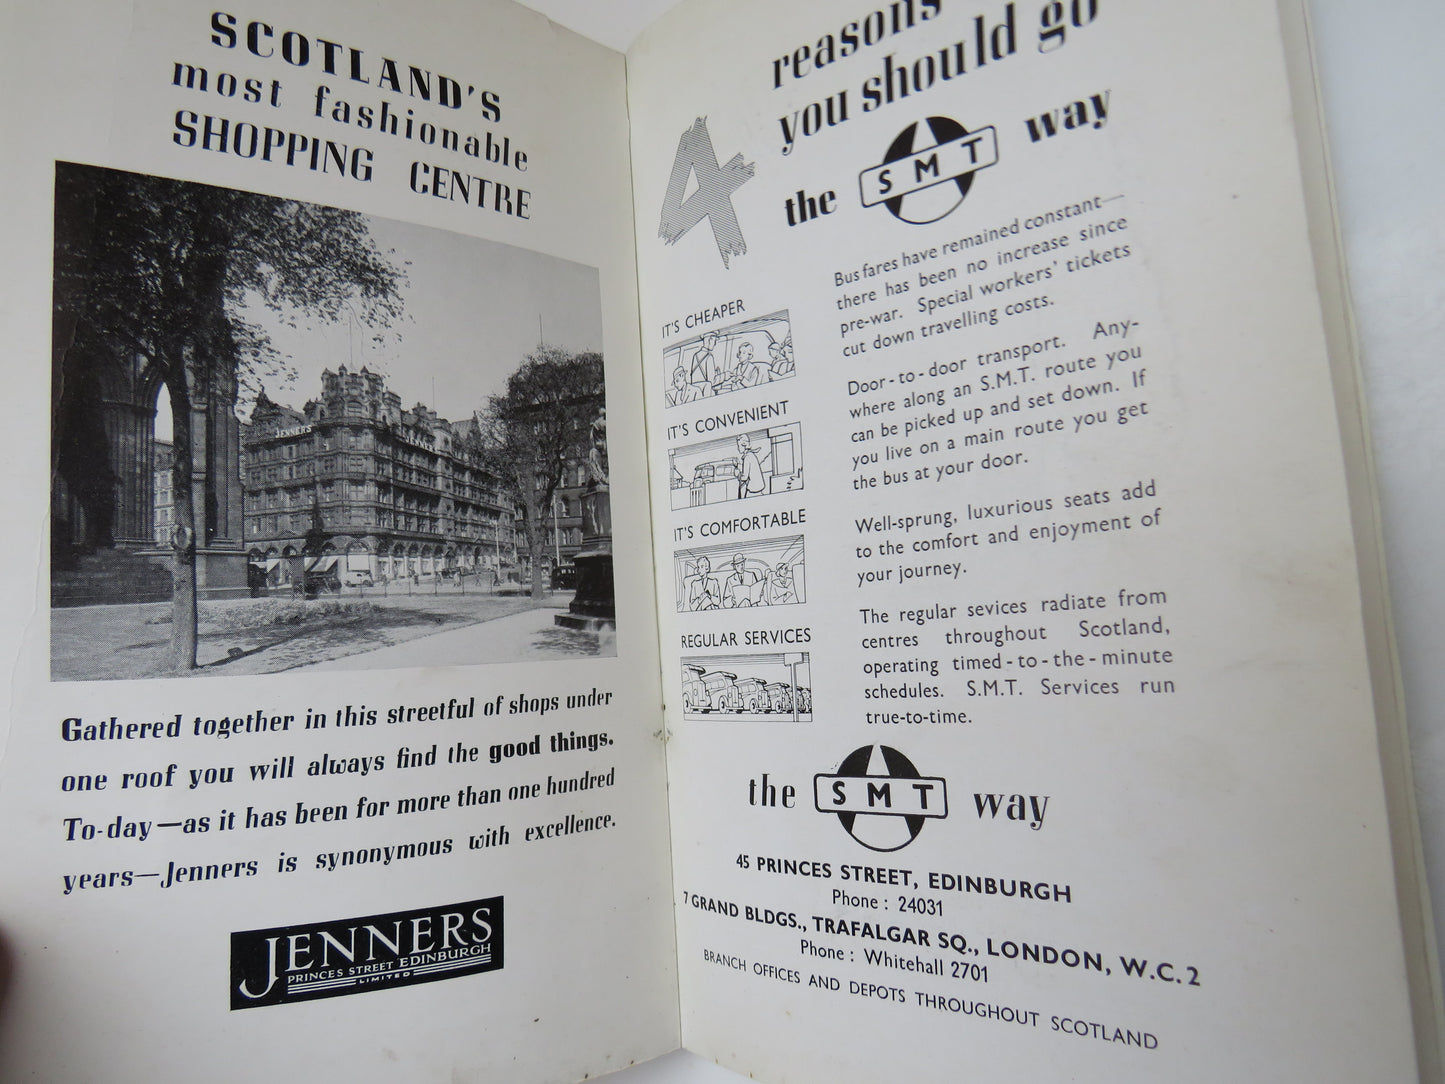 SCOTLAND'S
most fashionable
SHOPPING CENTRE
JENNERS
JENNERS
Gathered together in this streetful of shops under
one roof you will always find the good things.
To-day—as it has been for more than one hundred
years—Jenners is synonymous with excellence.
JENNERS
PRINCES STREET EDINBURGH
LIMITED
4
reasons
you should go
the SMT way
IT'S CHEAPER
Bus fares have remained constant—
there has been no increase since
pre-war. Special workers' tickets
cut down travelling costs.
IT'S CONVENIENT
Door-to-door transport. Any-
where along an S.M.T. route you
can be picked up and set down. If
you live on a main route you get
the bus at your door.
IT'S COMFORTABLE
Well-sprung, luxurious seats add
to the comfort and enjoyment of
your journey.
REGULAR SERVICES
The regular sevices radiate from
centres throughout Scotland,
operating timed-to-the-minute
schedules. S.M.T. Services run
true-to-time.
the SMT way
45 PRINCES STREET, EDINBURGH
Phone : 24031
7 GRAND BLDGS., TRAFALGAR SQ., LONDON, W.C.2
Phone : Whitehall 2701
BRANCH OFFICES AND DEPOTS THROUGHOUT SCOTLAND